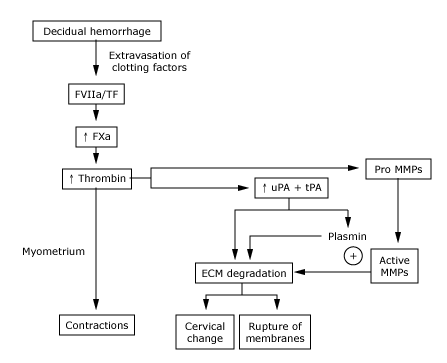 Decidual hemorrhage
Extravasation of
clotting factors
FVIIa/TF
↑ FXa
↑ Thrombin
Pro MMPs
↑ uPA + tPA
Plasmin
Myometrium
+
ECM degradation
Active
MMPs
Contractions
Cervical
change
Rupture of
membranes